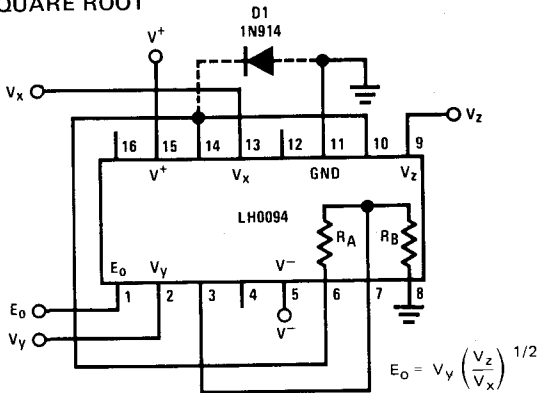 QUARE ROOT
D1
1N914
V+
Vx
Vz
16 15 14 13 12 11 10 9
V+ Vx GND Vz
LH0094
RA RB
Eo Vy V−
1 2 3 4 5 6 7 8
Eo
Vy
V−
Eo = Vy (Vz/Vx) 1/2